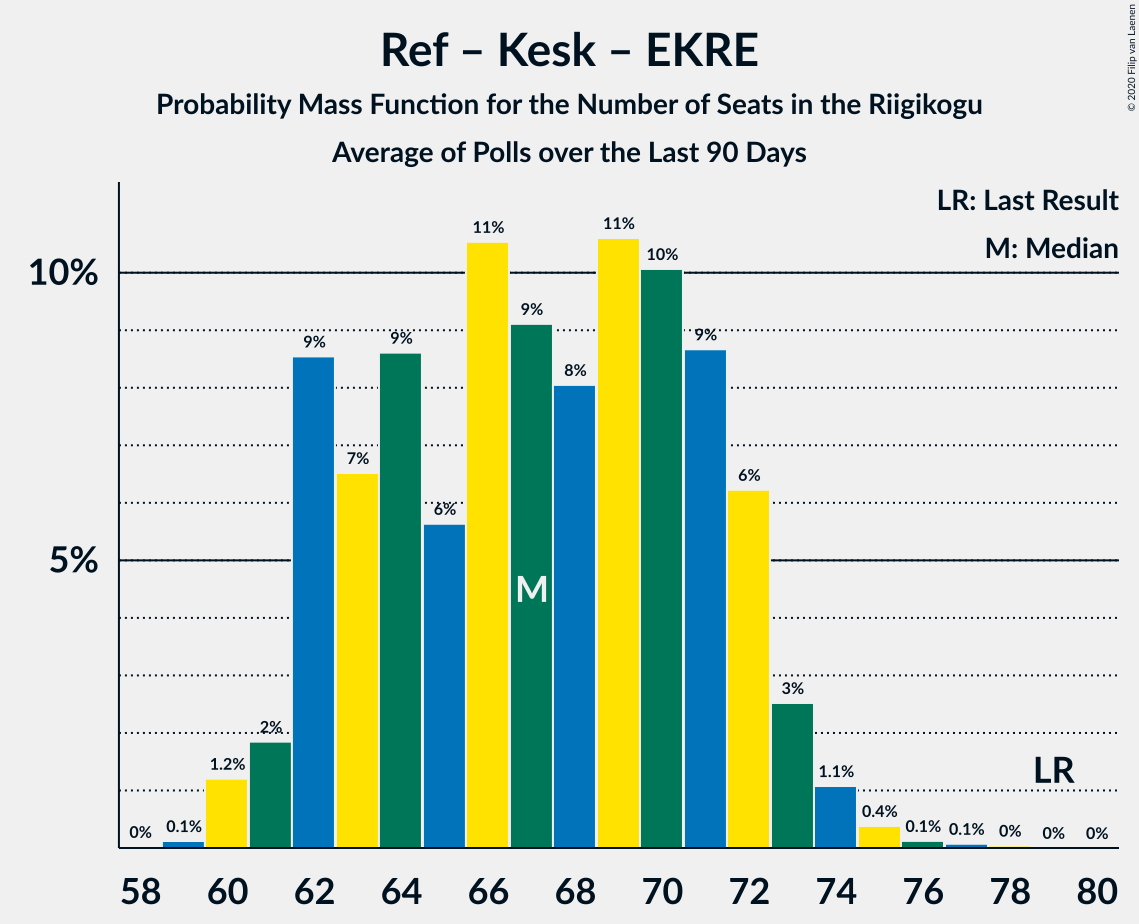 Ref – Kesk – EKRE
Probability Mass Function for the Number of Seats in the Riigikogu
Average of Polls over the Last 90 Days
© 2020 Filip van Laenen
LR: Last Result
M: Median
10%
5%
0%
0.1%
1.2%
2%
9%
7%
9%
6%
11%
9%
8%
11%
10%
9%
6%
3%
1.1%
0.4%
0.1%
0.1%
0%
0%
0%
M
LR
58 60 62 64 66 68 70 72 74 76 78 80